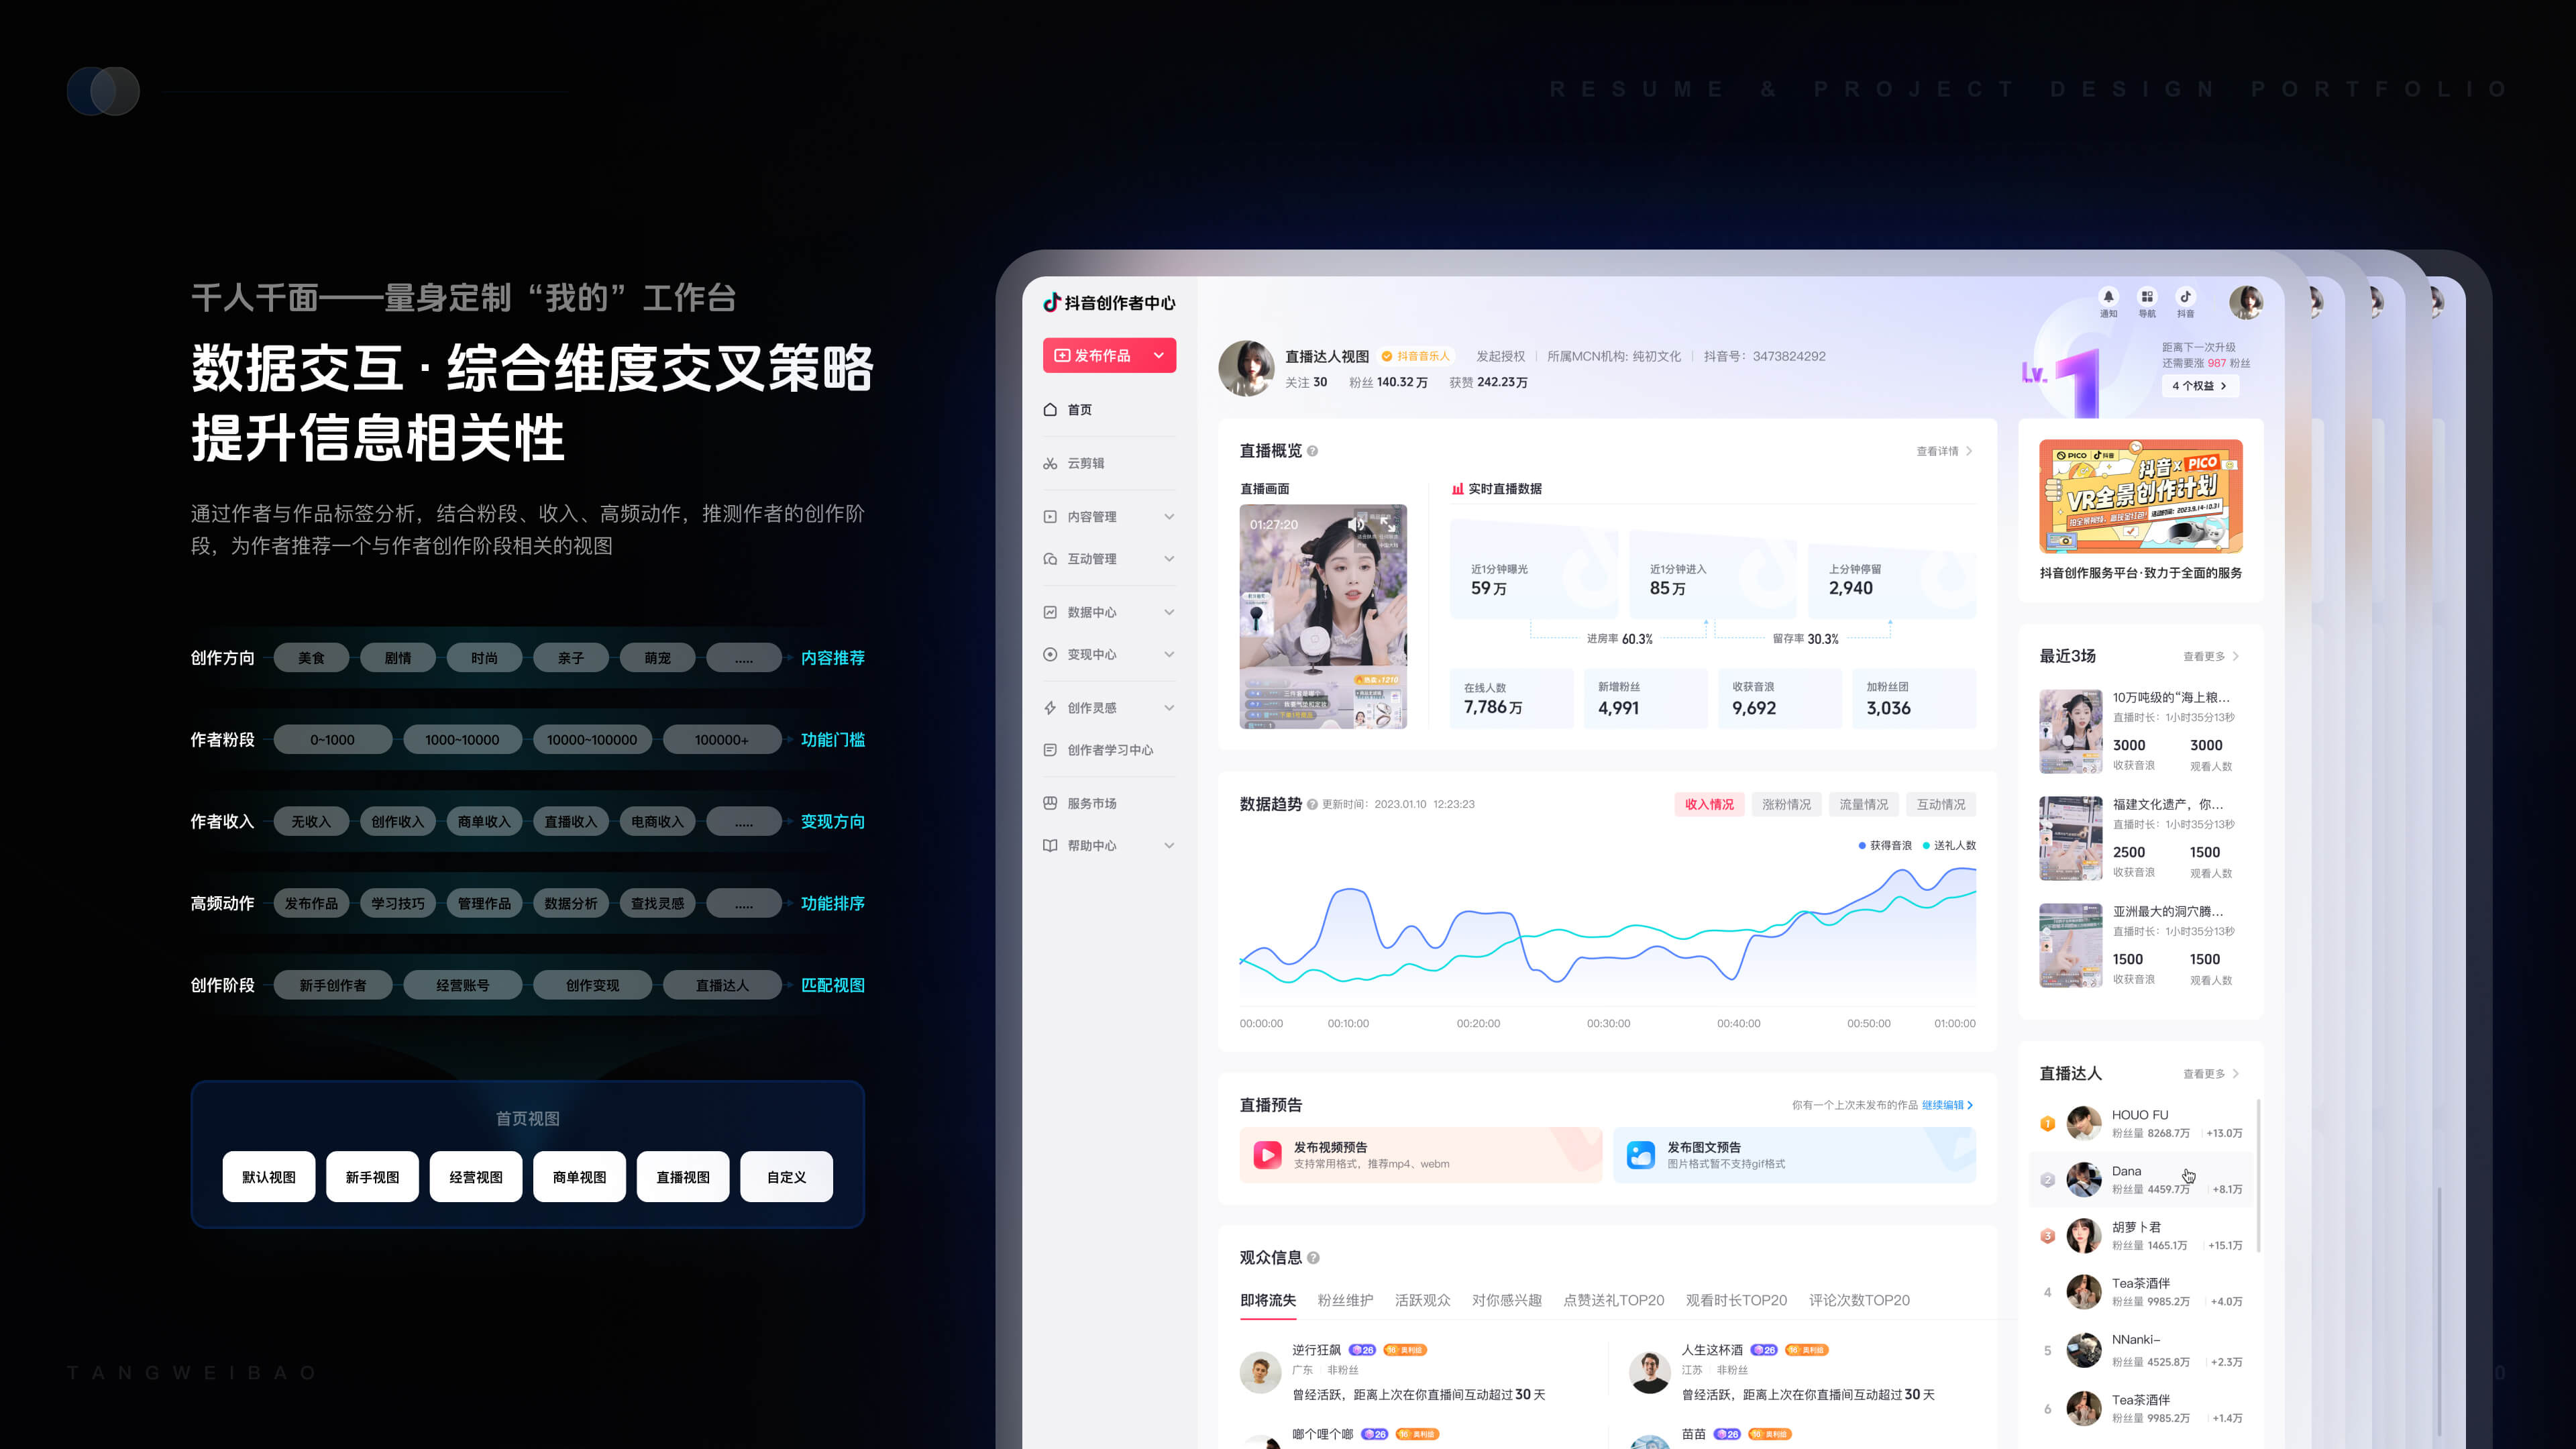 RESUME & PROJECT DESIGN PORTFOLIO
千人千面——量身定制“我的”工作台
数据交互·综合维度交叉策略
提升信息相关性
通过作者与作品标签分析，结合粉段、收入、高频动作，推测作者的创作阶
段，为作者推荐一个与作者创作阶段相关的视图
创作方向 美食 剧情 时尚 亲子 萌宠 ..... 内容推荐
作者粉段 0~1000 1000~10000 10000~100000 100000+ 功能门槛
作者收入 无收入 创作收入 商单收入 直播收入 电商收入 ..... 变现方向
高频动作 发布作品 学习技巧 管理作品 数据分析 查找灵感 ..... 功能排序
创作阶段 新手创作者 经营账号 创作变现 直播达人 匹配视图
首页视图
默认视图 新手视图 经营视图 商单视图 直播视图 自定义
TANGWEIBAO
抖音创作者中心
发布作品
首页
云剪辑
内容管理
互动管理
数据中心
变现中心
创作灵感
创作者学习中心
服务市场
帮助中心
通知 导航 抖音
直播达人视图 抖音音乐人 发起授权 所属MCN机构: 纯初文化 抖音号：3473824292
关注 30 粉丝 140.32 万 获赞 242.23万
Lv. 1
距离下一次升级
还需要涨 987 粉丝
4 个权益
直播概览 查看详情
直播画面
01:27:20
实时直播数据
近1分钟曝光 近1分钟进入 上分钟停留
59 万 85 万 2,940
进房率 60.3% 留存率 30.3%
在线人数 新增粉丝 收获音浪 加粉丝团
7,786 万 4,991 9,692 3,036
数据趋势 更新时间：2023.01.10 12:23:23 收入情况 涨粉情况 流量情况 互动情况
获得音浪 送礼人数
00:00:00 00:10:00 00:20:00 00:30:00 00:40:00 00:50:00 01:00:00
直播预告 你有一个上次未发布的作品 继续编辑
发布视频预告
支持常用格式，推荐mp4、webm
发布图文预告
图片格式暂不支持gif格式
观众信息
即将流失 粉丝维护 活跃观众 对你感兴趣 点赞送礼TOP20 观看时长TOP20 评论次数TOP20
逆行狂飙 26 16 奥利给
广东 非粉丝
曾经活跃，距离上次在你直播间互动超过 30 天
人生这杯酒 26 16 奥利给
江苏 非粉丝
曾经活跃，距离上次在你直播间互动超过 30 天
嘟个哩个嘟 26 16 奥利给
苗苗 26 16 奥利给
PICO 抖音
抖音x PICO
VR全景创作计划
活动时间：2023.9.14-10.31
抖音创作服务平台·致力于全面的服务
最近3场 查看更多
10万吨级的“海上粮...
直播时长：1小时35分13秒
3000 3000
收获音浪 观看人数
福建文化遗产，你...
直播时长：1小时35分13秒
2500 1500
收获音浪 观看人数
亚洲最大的洞穴腾...
直播时长：1小时35分13秒
1500 1500
收获音浪 观看人数
直播达人 查看更多
1 HOUO FU
粉丝量 8268.7万 +13.0万
2 Dana
粉丝量 4459.7万 +8.1万
3 胡萝卜君
粉丝量 1465.1万 +15.1万
4 Tea茶酒伴
粉丝量 9985.2万 +4.0万
5 NNanki–
粉丝量 4525.8万 +2.3万
6 Tea茶酒伴
粉丝量 9985.2万 +1.4万